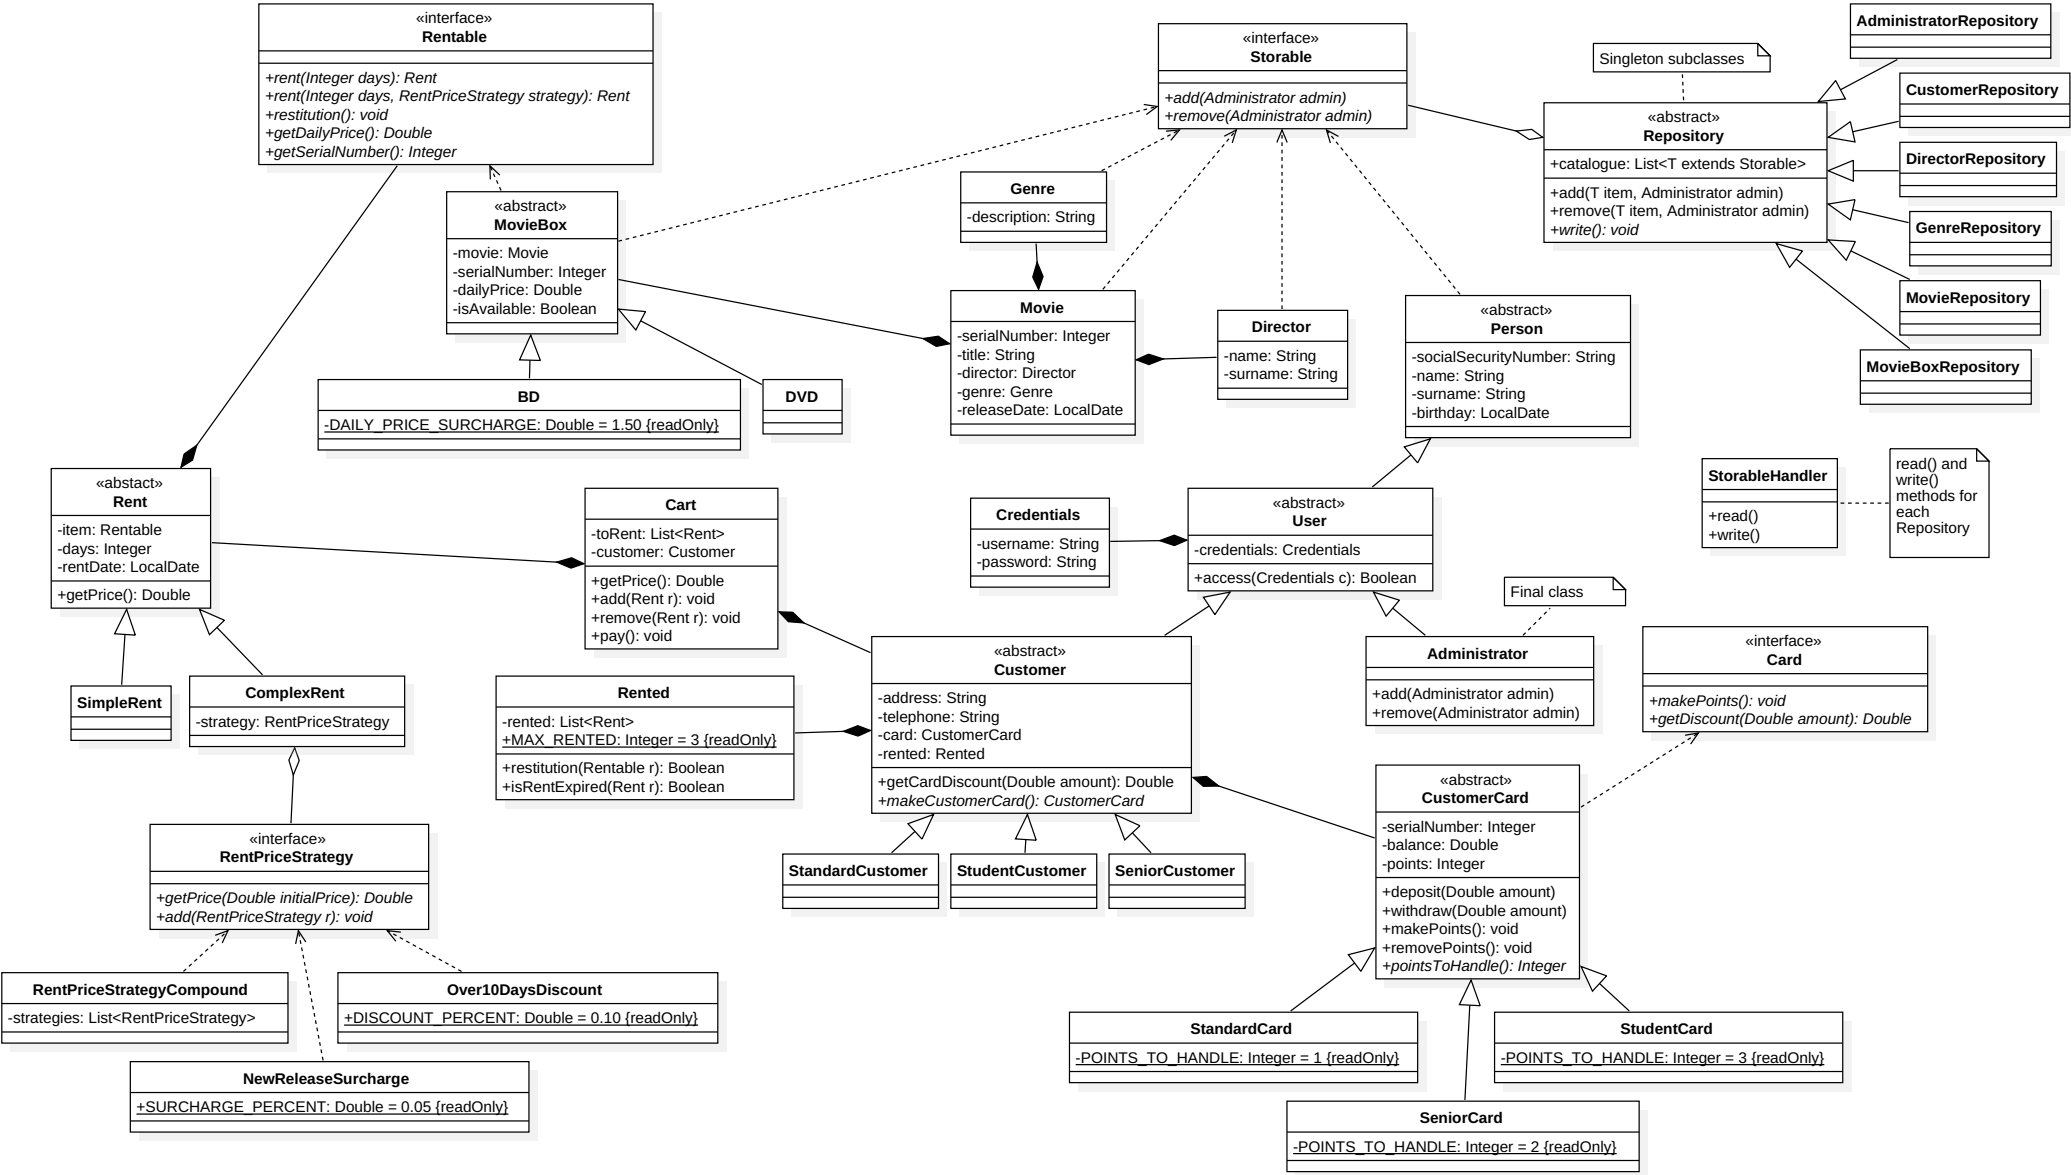 «interface»
Rentable
+rent(Integer days): Rent
+rent(Integer days, RentPriceStrategy strategy): Rent
+restitution(): void
+getDailyPrice(): Double
+getSerialNumber(): Integer
«interface»
Storable
+add(Administrator admin)
+remove(Administrator admin)
Singleton subclasses
«abstract»
Repository
+catalogue: List<T extends Storable>
+add(T item, Administrator admin)
+remove(T item, Administrator admin)
+write(): void
AdministratorRepository
CustomerRepository
DirectorRepository
GenreRepository
MovieRepository
MovieBoxRepository
«abstract»
MovieBox
-movie: Movie
-serialNumber: Integer
-dailyPrice: Double
-isAvailable: Boolean
Genre
-description: String
Movie
-serialNumber: Integer
-title: String
-director: Director
-genre: Genre
-releaseDate: LocalDate
Director
-name: String
-surname: String
«abstract»
Person
-socialSecurityNumber: String
-name: String
-surname: String
-birthday: LocalDate
BD
-DAILY_PRICE_SURCHARGE: Double = 1.50 {readOnly}
DVD
«abstact»
Rent
-item: Rentable
-days: Integer
-rentDate: LocalDate
+getPrice(): Double
Cart
-toRent: List<Rent>
-customer: Customer
+getPrice(): Double
+add(Rent r): void
+remove(Rent r): void
+pay(): void
Credentials
-username: String
-password: String
«abstract»
User
-credentials: Credentials
+access(Credentials c): Boolean
StorableHandler
+read()
+write()
read() and
write()
methods for
each
Repository
Final class
Administrator
+add(Administrator admin)
+remove(Administrator admin)
«interface»
Card
+makePoints(): void
+getDiscount(Double amount): Double
SimpleRent
ComplexRent
-strategy: RentPriceStrategy
Rented
-rented: List<Rent>
+MAX_RENTED: Integer = 3 {readOnly}
+restitution(Rentable r): Boolean
+isRentExpired(Rent r): Boolean
«abstract»
Customer
-address: String
-telephone: String
-card: CustomerCard
-rented: Rented
+getCardDiscount(Double amount): Double
+makeCustomerCard(): CustomerCard
StandardCustomer
StudentCustomer
SeniorCustomer
«abstract»
CustomerCard
-serialNumber: Integer
-balance: Double
-points: Integer
+deposit(Double amount)
+withdraw(Double amount)
+makePoints(): void
+removePoints(): void
+pointsToHandle(): Integer
«interface»
RentPriceStrategy
+getPrice(Double initialPrice): Double
+add(RentPriceStrategy r): void
RentPriceStrategyCompound
-strategies: List<RentPriceStrategy>
Over10DaysDiscount
+DISCOUNT_PERCENT: Double = 0.10 {readOnly}
NewReleaseSurcharge
+SURCHARGE_PERCENT: Double = 0.05 {readOnly}
StandardCard
-POINTS_TO_HANDLE: Integer = 1 {readOnly}
StudentCard
-POINTS_TO_HANDLE: Integer = 3 {readOnly}
SeniorCard
-POINTS_TO_HANDLE: Integer = 2 {readOnly}